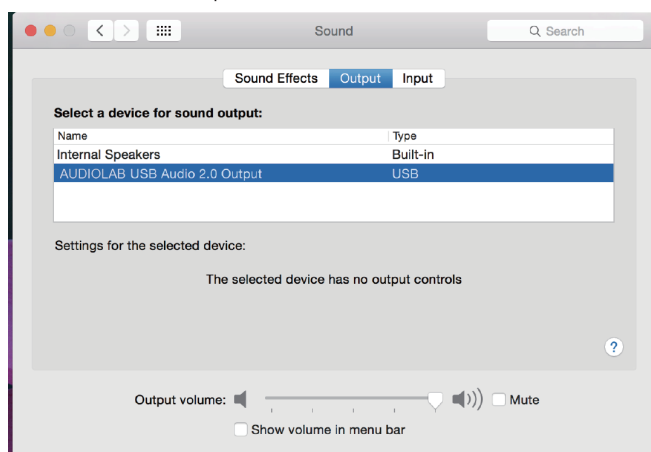 Sound
Search
Sound Effects Output Input
Select a device for sound output:
Name Type
Internal Speakers Built-in
AUDIOLAB USB Audio 2.0 Output USB
Settings for the selected device:
The selected device has no output controls
?
Output volume: Mute
Show volume in menu bar